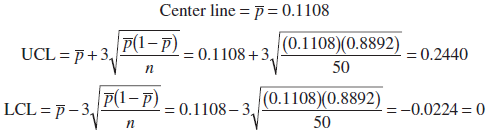 Center line = p̅ = 0.1108
UCL = p̅ + 3√(p̅(1 − p̅)/n) = 0.1108 + 3√((0.1108)(0.8892)/50) = 0.2440
LCL = p̅ − 3√(p̅(1 − p̅)/n) = 0.1108 − 3√((0.1108)(0.8892)/50) = −0.0224 = 0